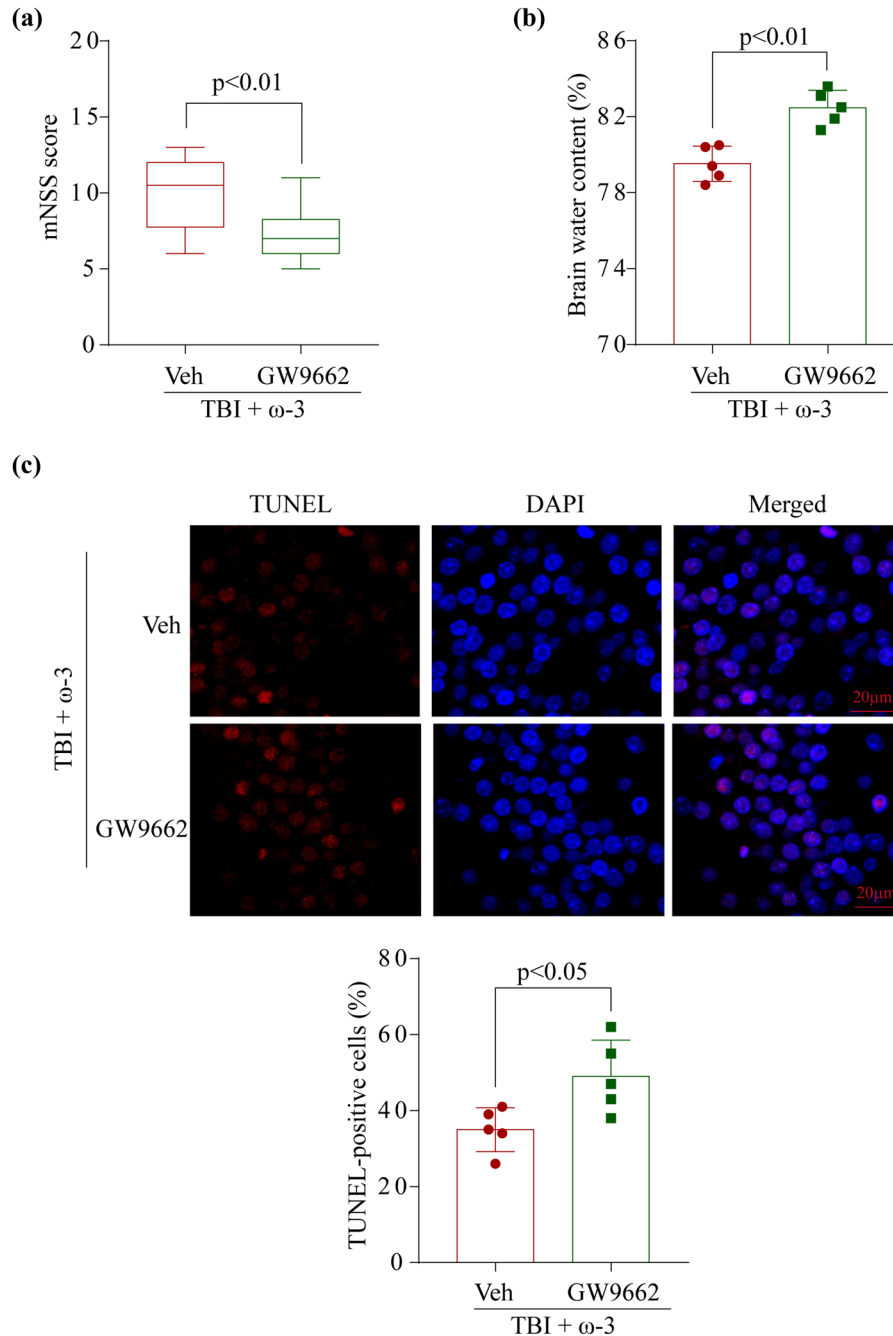 (a)
20
15
10
5
0
mNSS score
p<0.01
Veh GW9662
TBI + ω-3
(b)
86
82
78
74
70
Brain water content (%)
p<0.01
Veh GW9662
TBI + ω-3
(c)
TUNEL DAPI Merged
TBI + ω-3
Veh
20μm
GW9662
20μm
80
60
40
20
0
TUNEL-positive cells (%)
p<0.05
Veh GW9662
TBI + ω-3